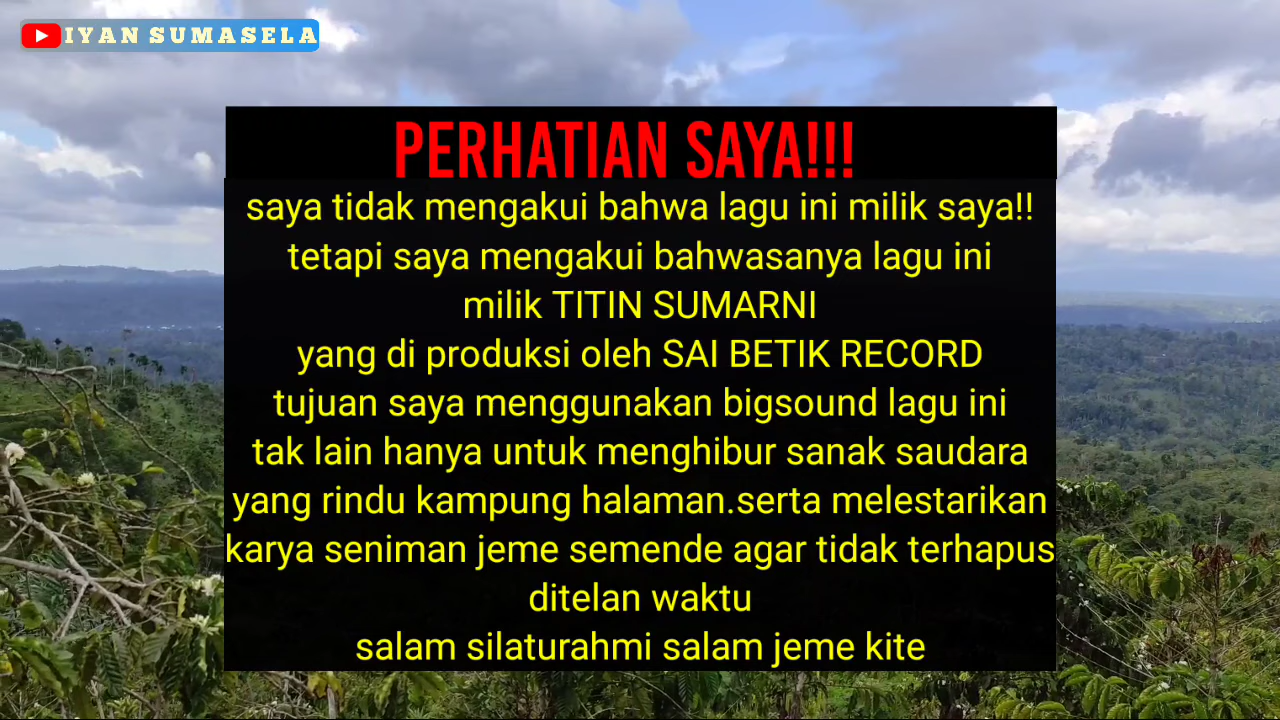 IYAN SUMASELA
PERHATIAN SAYA!!!
saya tidak mengakui bahwa lagu ini milik saya!!
tetapi saya mengakui bahwasanya lagu ini
milik TITIN SUMARNI
yang di produksi oleh SAI BETIK RECORD
tujuan saya menggunakan bigsound lagu ini
tak lain hanya untuk menghibur sanak saudara
yang rindu kampung halaman.serta melestarikan
karya seniman jeme semende agar tidak terhapus
ditelan waktu
salam silaturahmi salam jeme kite